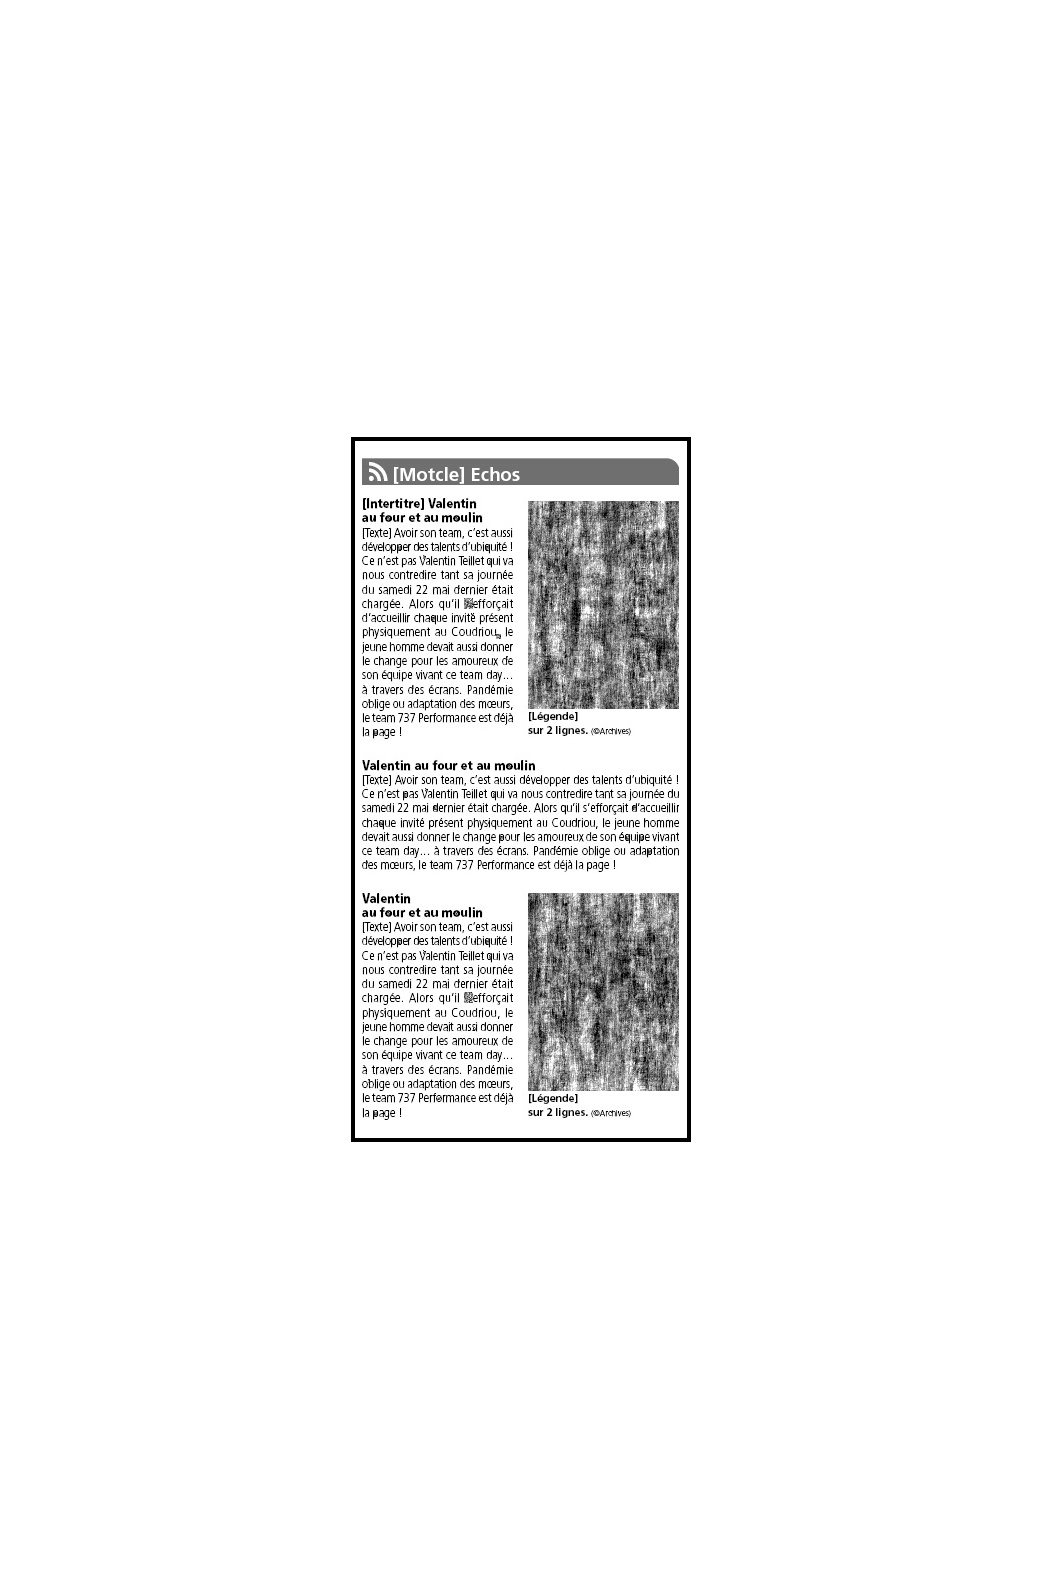 [Motcle] Echos
[Intertitre] Valentin
au four et au moulin
[Texte] Avoir son team, c’est aussi
développer des talents d’ubiquité !
Ce n’est pas Valentin Teillet qui va
nous contredire tant sa journée
du samedi 22 mai dernier était
chargée. Alors qu’il efforçait
d’accueillir chaque invité présent
physiquement au Coudriou, le
jeune homme devait aussi donner
le change pour les amoureux de
son équipe vivant ce team day…
à travers des écrans. Pandémie
oblige ou adaptation des mœurs,
le team 737 Performance est déjà
la page !
[Légende]
sur 2 lignes. (©Archives)
Valentin au four et au moulin
[Texte] Avoir son team, c’est aussi développer des talents d’ubiquité !
Ce n’est pas Valentin Teillet qui va nous contredire tant sa journée du
samedi 22 mai dernier était chargée. Alors qu’il s’efforçait d’accueillir
chaque invité présent physiquement au Coudriou, le jeune homme
devait aussi donner le change pour les amoureux de son équipe vivant
ce team day… à travers des écrans. Pandémie oblige ou adaptation
des mœurs, le team 737 Performance est déjà la page !
Valentin
au four et au moulin
[Texte] Avoir son team, c’est aussi
développer des talents d’ubiquité !
Ce n’est pas Valentin Teillet qui va
nous contredire tant sa journée
du samedi 22 mai dernier était
chargée. Alors qu’il efforçait
physiquement au Coudriou, le
jeune homme devait aussi donner
le change pour les amoureux de
son équipe vivant ce team day…
à travers des écrans. Pandémie
oblige ou adaptation des mœurs,
le team 737 Performance est déjà
la page !
[Légende]
sur 2 lignes. (©Archives)